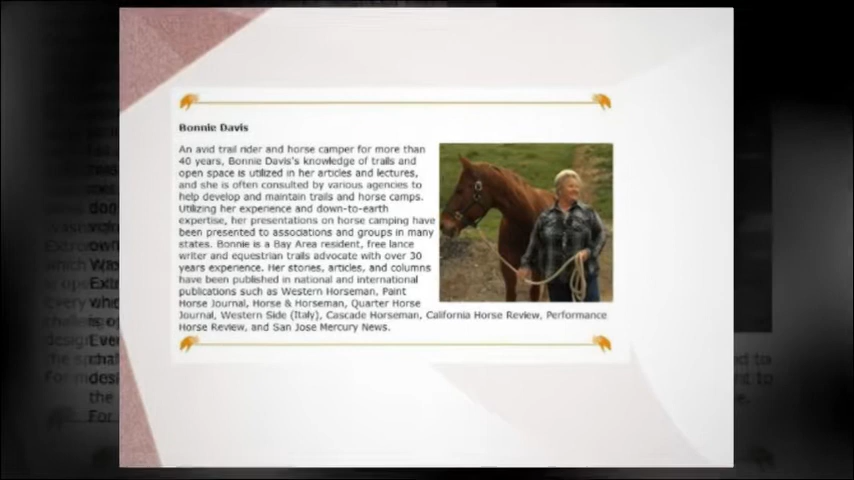 Bonnie Davis
An avid trail rider and horse camper for more than
40 years, Bonnie Davis's knowledge of trails and
open space is utilized in her articles and lectures,
and she is often consulted by various agencies to
help develop and maintain trails and horse camps.
Utilizing her experience and down-to-earth
expertise, her presentations on horse camping have
been presented to associations and groups in many
states. Bonnie is a Bay Area resident, free lance
writer and equestrian trails advocate with over 30
years experience. Her stories, articles, and columns
have been published in national and international
publications such as Western Horseman, Paint
Horse Journal, Horse & Horseman, Quarter Horse
Journal, Western Side (Italy), Cascade Horseman, California Horse Review, Performance
Horse Review, and San Jose Mercury News.